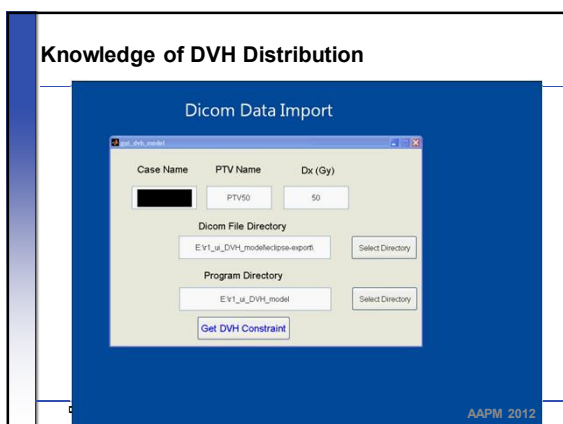 Knowledge of DVH Distribution
Dicom Data Import
gui_dvh_model
Case Name PTV Name Dx (Gy)
PTV50 50
Dicom File Directory
E:\r1_ui_DVH_model\eclipse-export\ Select Directory
Program Directory
E:\r1_ui_DVH_model Select Directory
Get DVH Constraint
AAPM 2012